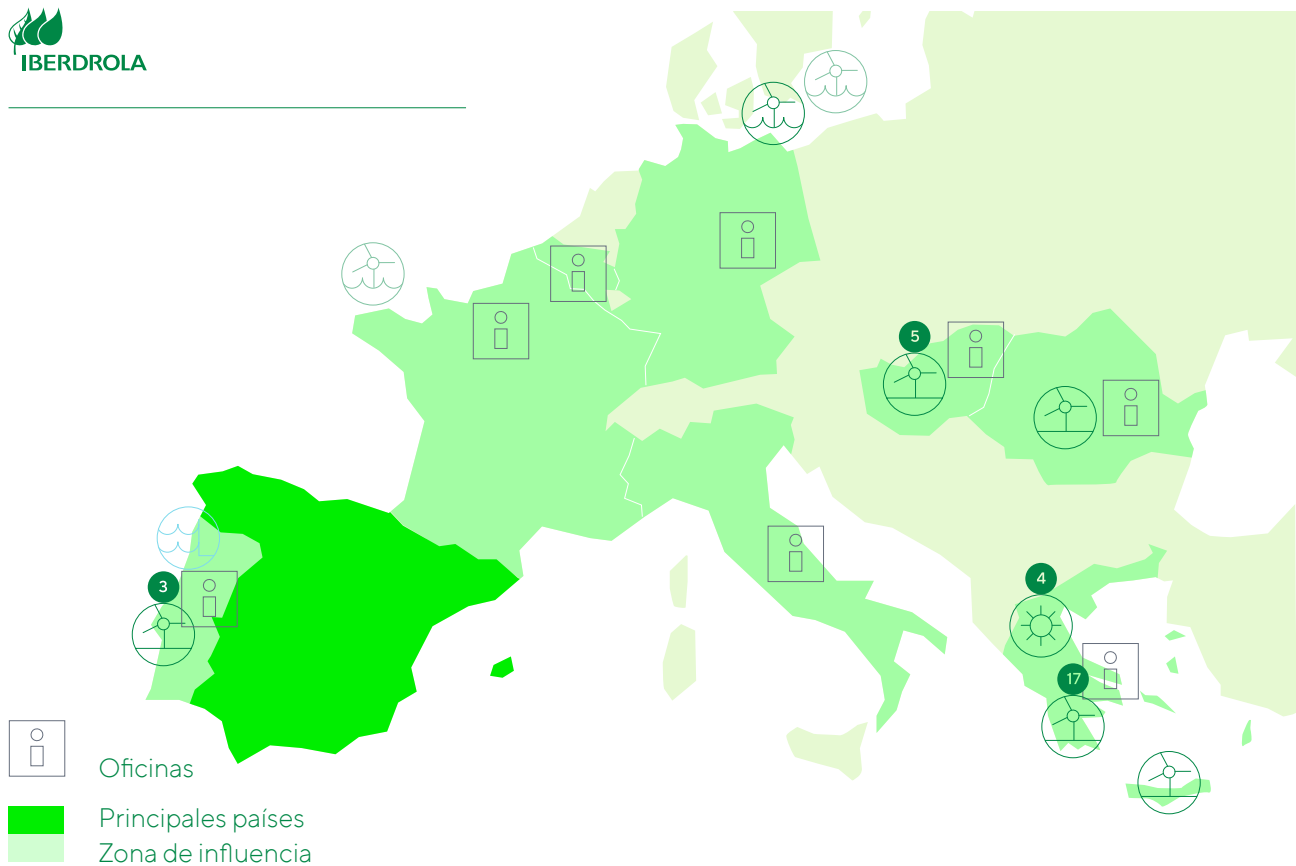 IBERDROLA
5
3
4
17
Oficinas
Principales países
Zona de influencia